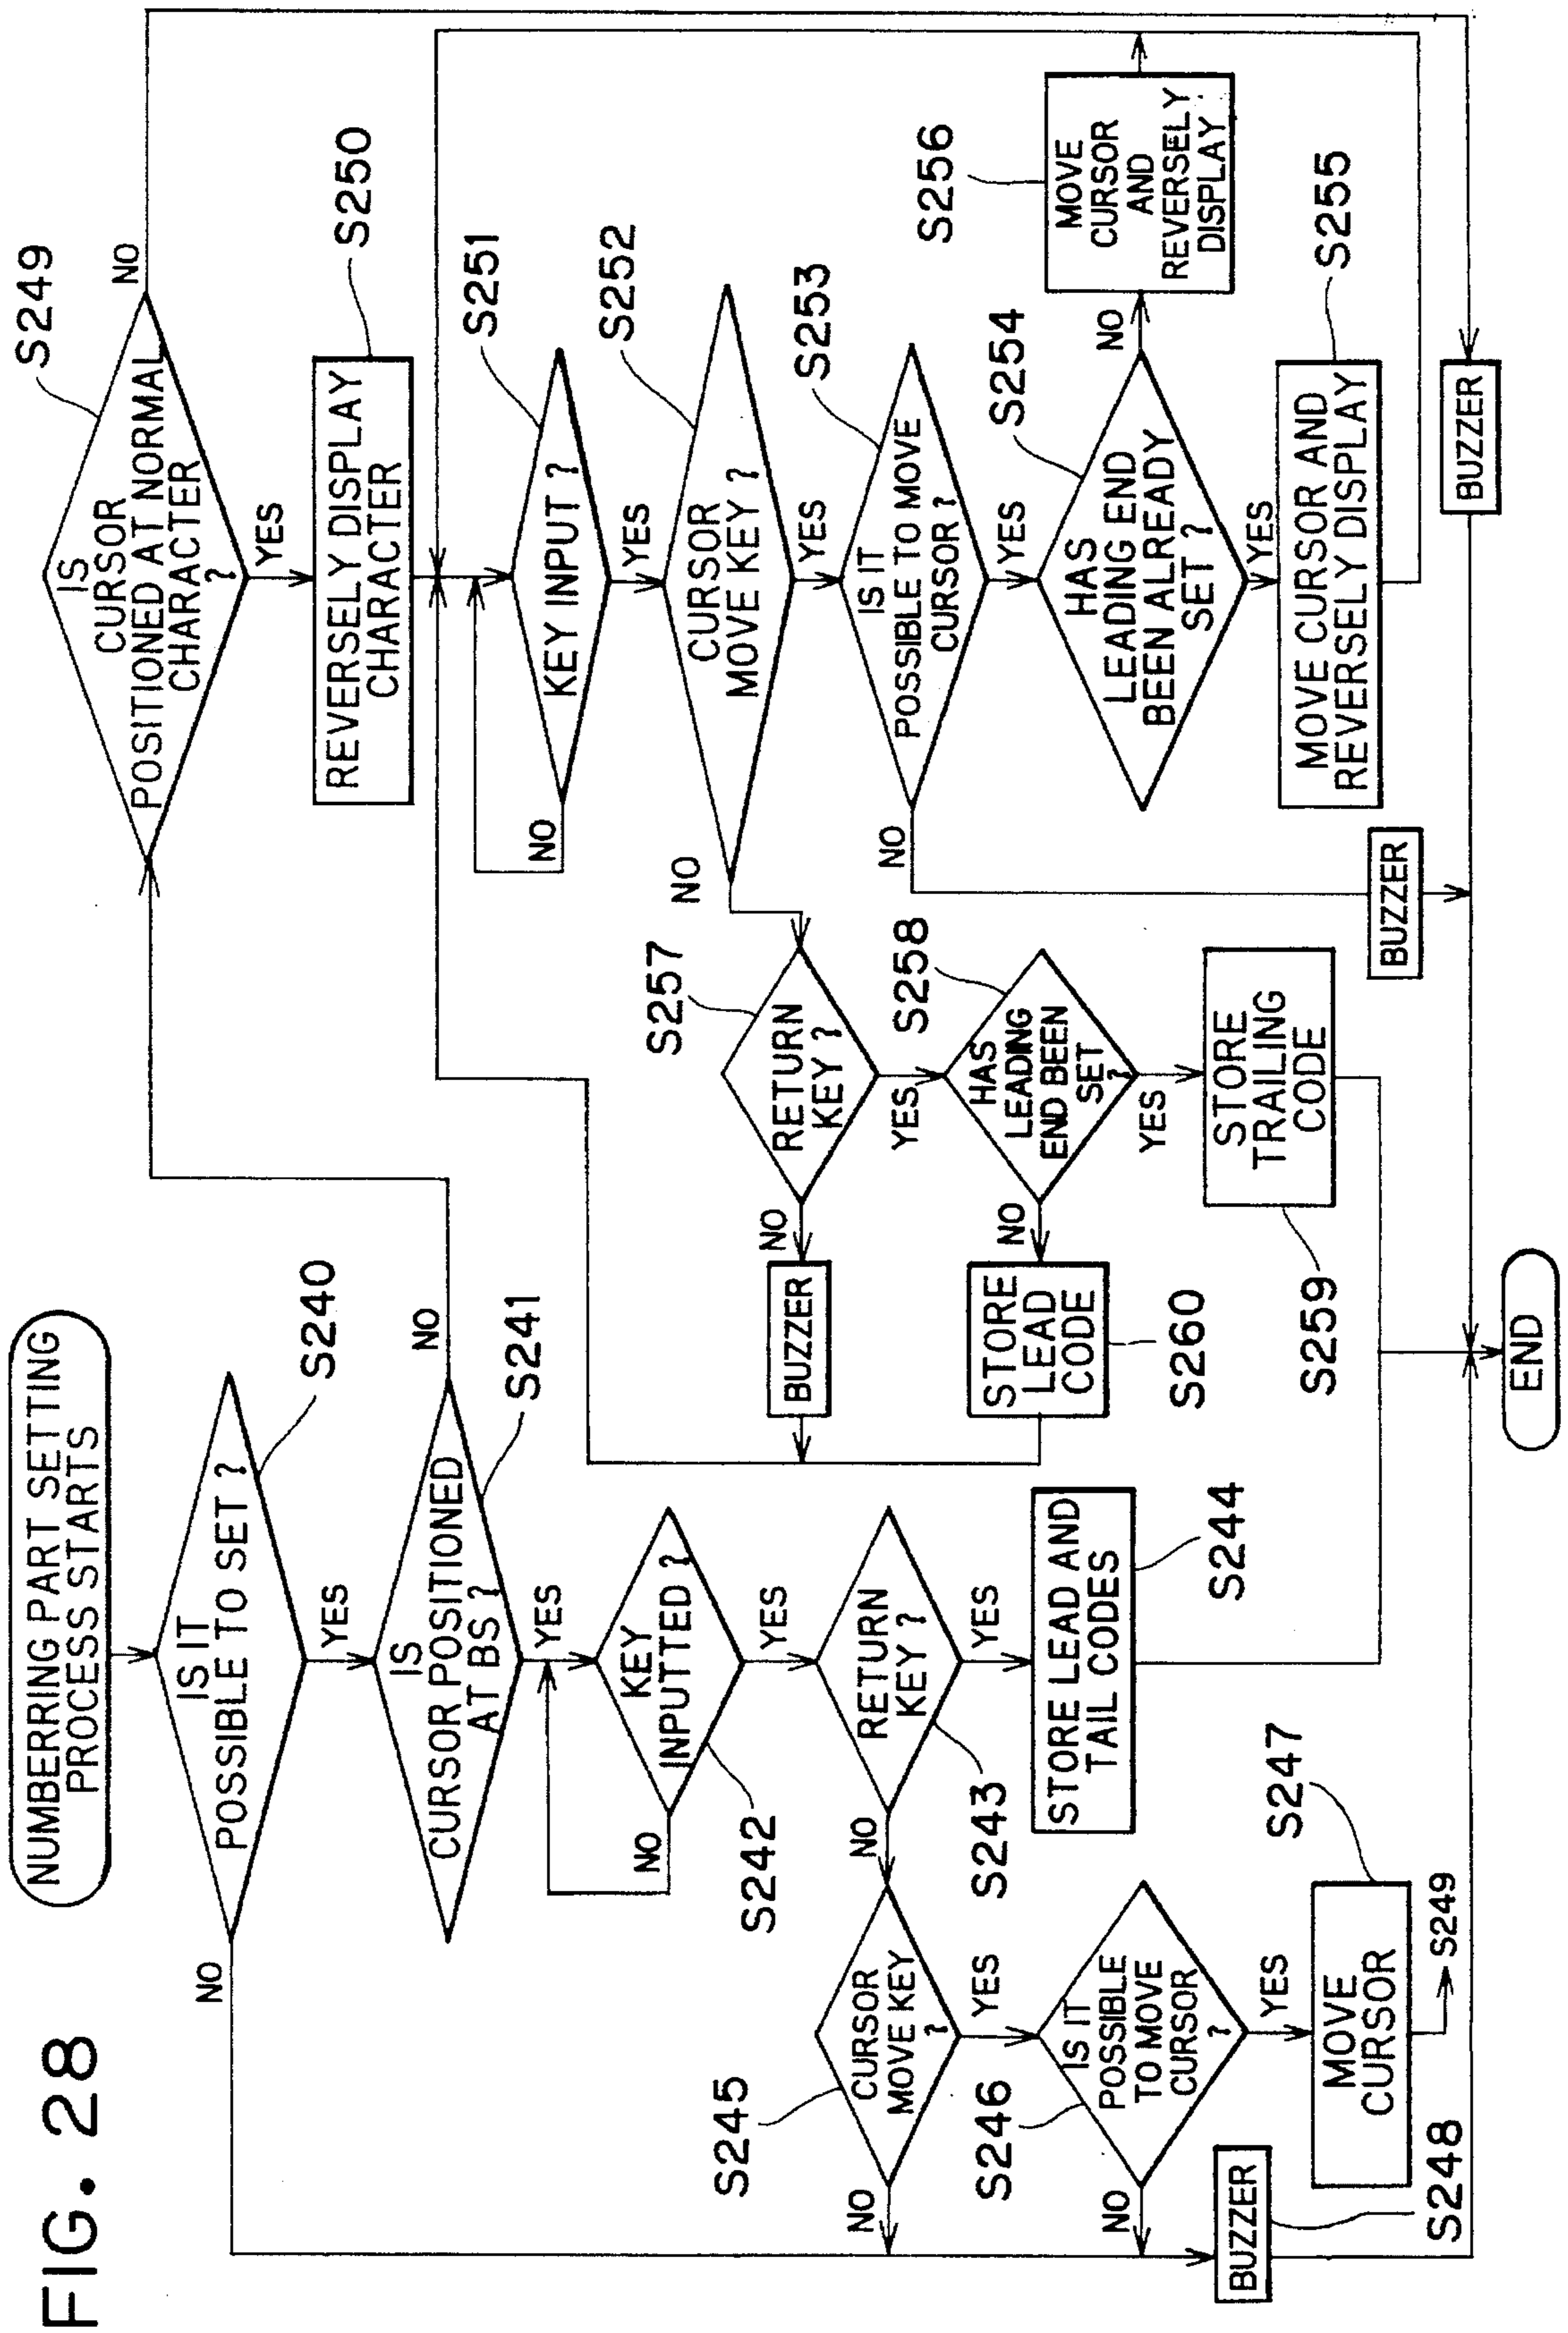 FIG. 28
NUMBERRING PART SETTING
PROCESS STARTS
IS IT
POSSIBLE TO SET ?
S240
NO
YES
IS
CURSOR POSITIONED
AT BS ?
S241
NO
YES
KEY
INPUTTED ?
S242
NO
YES
RETURN
KEY ?
S243
NO
YES
STORE LEAD AND
TAIL CODES
S244
CURSOR
MOVE KEY
?
S245
NO
YES
IS IT
POSSIBLE
TO MOVE
CURSOR
?
S246
NO
YES
MOVE
CURSOR
S247
S249
BUZZER
S248
IS
CURSOR
POSITIONED AT NORMAL
CHARACTER
?
S249
NO
YES
REVERSELY DISPLAY
CHARACTER
S250
KEY INPUT ?
S251
NO
YES
CURSOR
MOVE KEY ?
S252
NO
YES
IS IT
POSSIBLE TO MOVE
CURSOR ?
S253
NO
YES
HAS
LEADING END
BEEN ALREADY
SET ?
S254
NO
YES
MOVE CURSOR AND
REVERSELY DISPLAY
S255
MOVE
CURSOR
AND
REVERSELY
DISPLAY
S256
BUZZER
BUZZER
RETURN
KEY ?
S257
NO
YES
BUZZER
HAS
LEADING
END BEEN
SET
?
S258
NO
YES
STORE
TRAILING
CODE
S259
STORE
LEAD
CODE
S260
END